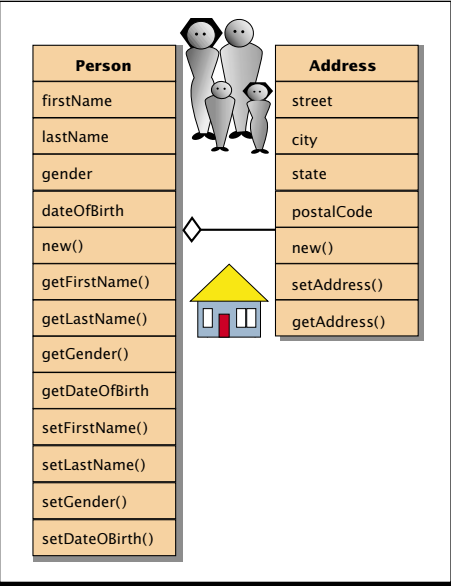 Person
firstName
lastName
gender
dateOfBirth
new()
getFirstName()
getLastName()
getGender()
getDateOfBirth
setFirstName()
setLastName()
setGender()
setDateOBirth()
Address
street
city
state
postalCode
new()
setAddress()
getAddress()